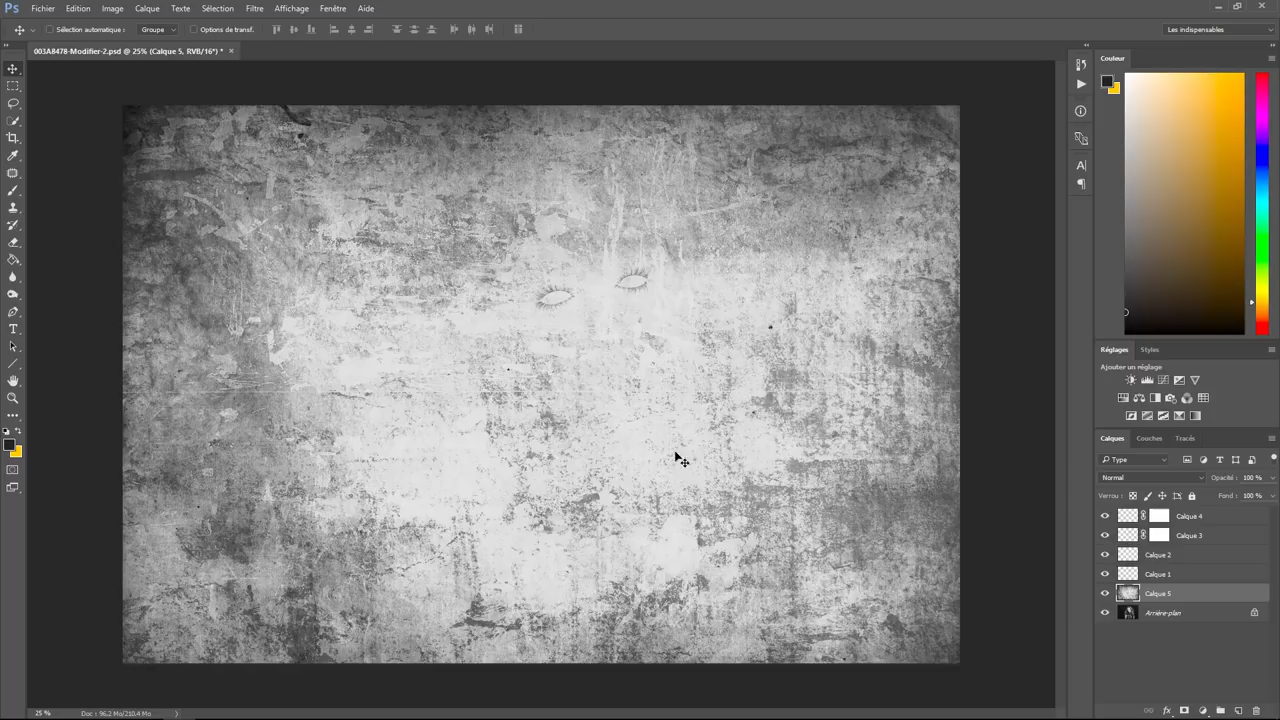 Ps Fichier Edition Image Calque Texte Sélection Filtre Affichage Fenêtre Aide
Sélection automatique : Groupe Options de transf. Les indispensables
003A8478-Modifier-2.psd @ 25% (Calque 5, RVB/16*) * ×
Couleur
Réglages Styles
Ajouter un réglage
Calques Couches Tracés
Type
Normal Opacité : 100 %
Verrou : Fond : 100 %
Calque 4
Calque 3
Calque 2
Calque 1
Calque 5
Arrière-plan
25 % Doc : 96.2 Mo/210.4 Mo